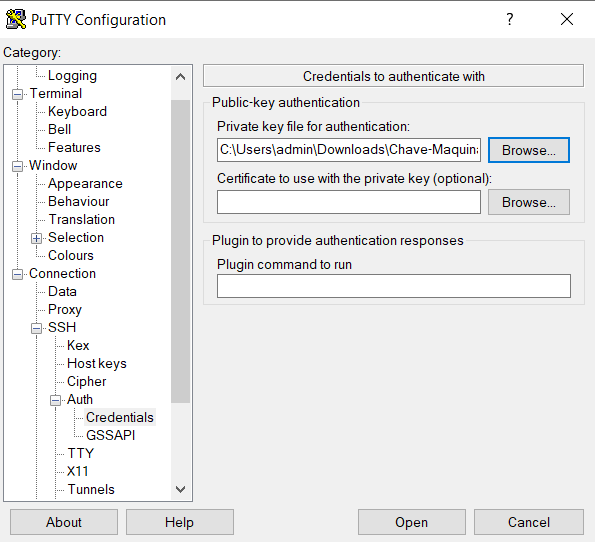 PuTTY Configuration
?
Category:
Logging
Terminal
Keyboard
Bell
Features
Window
Appearance
Behaviour
Translation
Selection
Colours
Connection
Data
Proxy
SSH
Kex
Host keys
Cipher
Auth
Credentials
GSSAPI
TTY
X11
Tunnels
Credentials to authenticate with
Public-key authentication
Private key file for authentication:
C:\Users\admin\Downloads\Chave-Maquina
Browse...
Certificate to use with the private key (optional):
Browse...
Plugin to provide authentication responses
Plugin command to run
About
Help
Open
Cancel